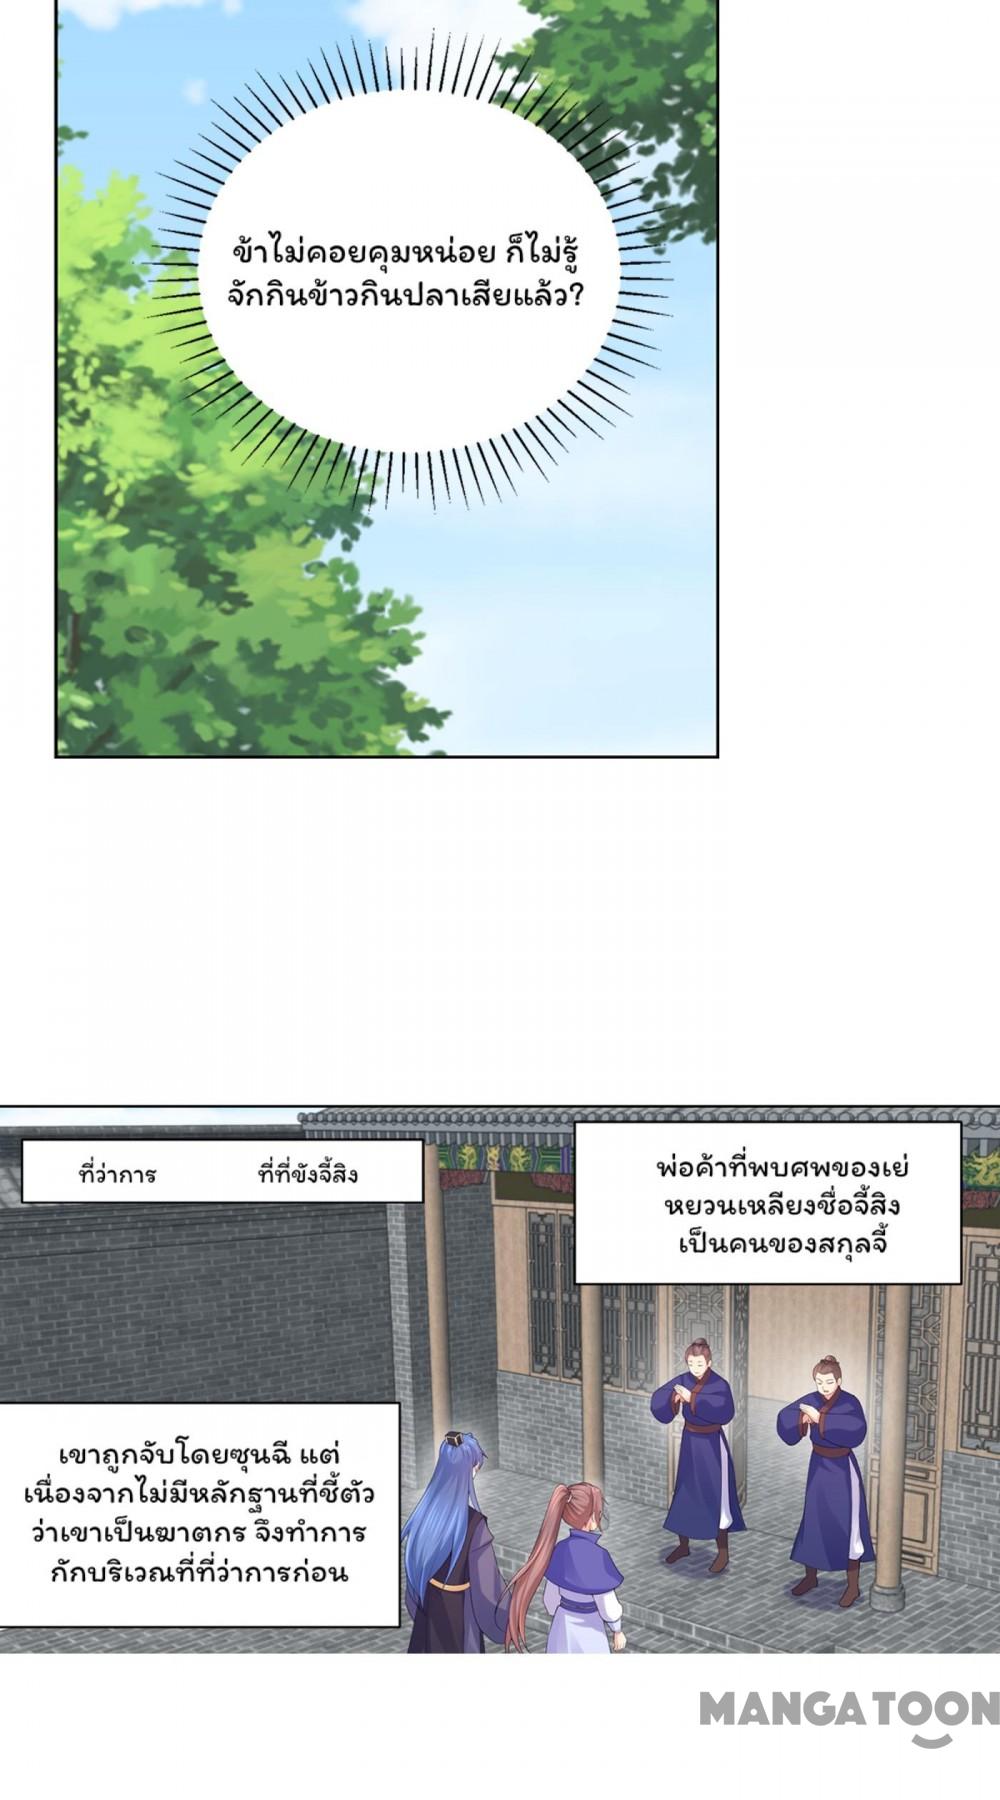 ข้าไม่คอยคุมหน่อย ก็ไม่รู้
จักกินข้าวกินปลาเสียแล้ว?
ที่ว่าการ ที่ที่ขังจี้สิง
พ่อค้าที่พบศพของเย่
หยวนเหลียงชื่อจี้สิง
เป็นคนของสกุลจี้
เขาถูกจับโดยซุนฉี แต่
เนื่องจากไม่มีหลักฐานที่ชี้ตัว
ว่าเขาเป็นฆาตกร จึงทำการ
กักบริเวณที่ที่ว่าการก่อน
MANGATOON